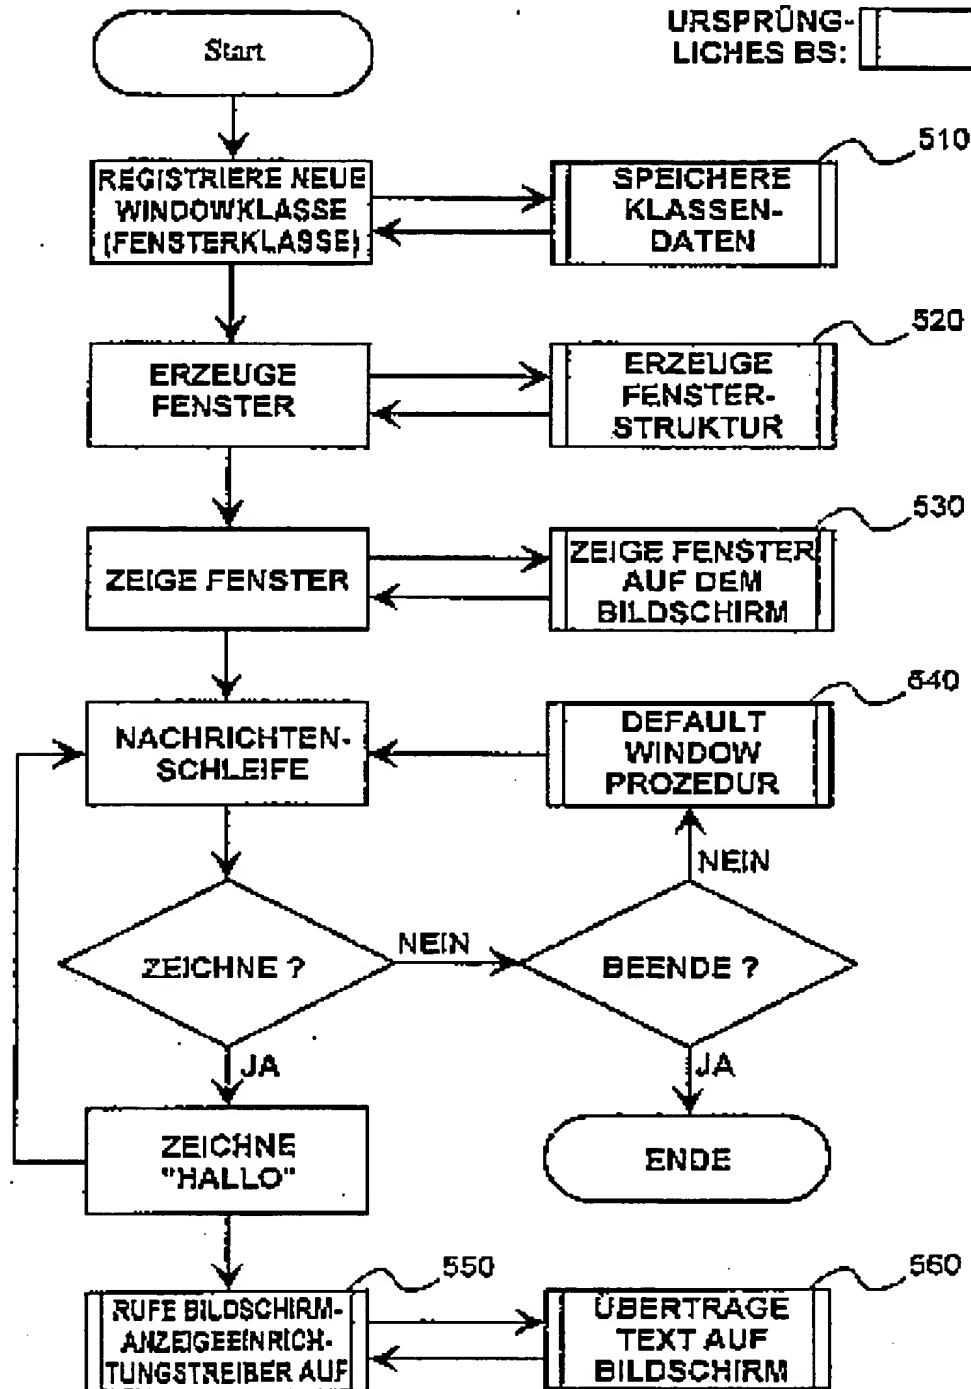 Start
URSPRÜNG-
LICHES BS:
510
REGISTRIERE NEUE
WINDOWKLASSE
(FENSTERKLASSE)
SPEICHERE
KLASSEN-
DATEN
520
ERZEUGE
FENSTER
ERZEUGE
FENSTER-
STRUKTUR
530
ZEIGE FENSTER
ZEIGE FENSTER
AUF DEM
BILDSCHIRM
540
NACHRICHTEN-
SCHLEIFE
DEFAULT
WINDOW
PROZEDUR
NEIN
ZEICHNE ?
NEIN
BEENDE ?
JA
JA
ZEICHNE
"HALLO"
ENDE
550
560
RUFE BILDSCHIRM-
ANZEIGEEINRICH-
TUNGSTREIBER AUF
ÜBERTRAGE
TEXT AUF
BILDSCHIRM